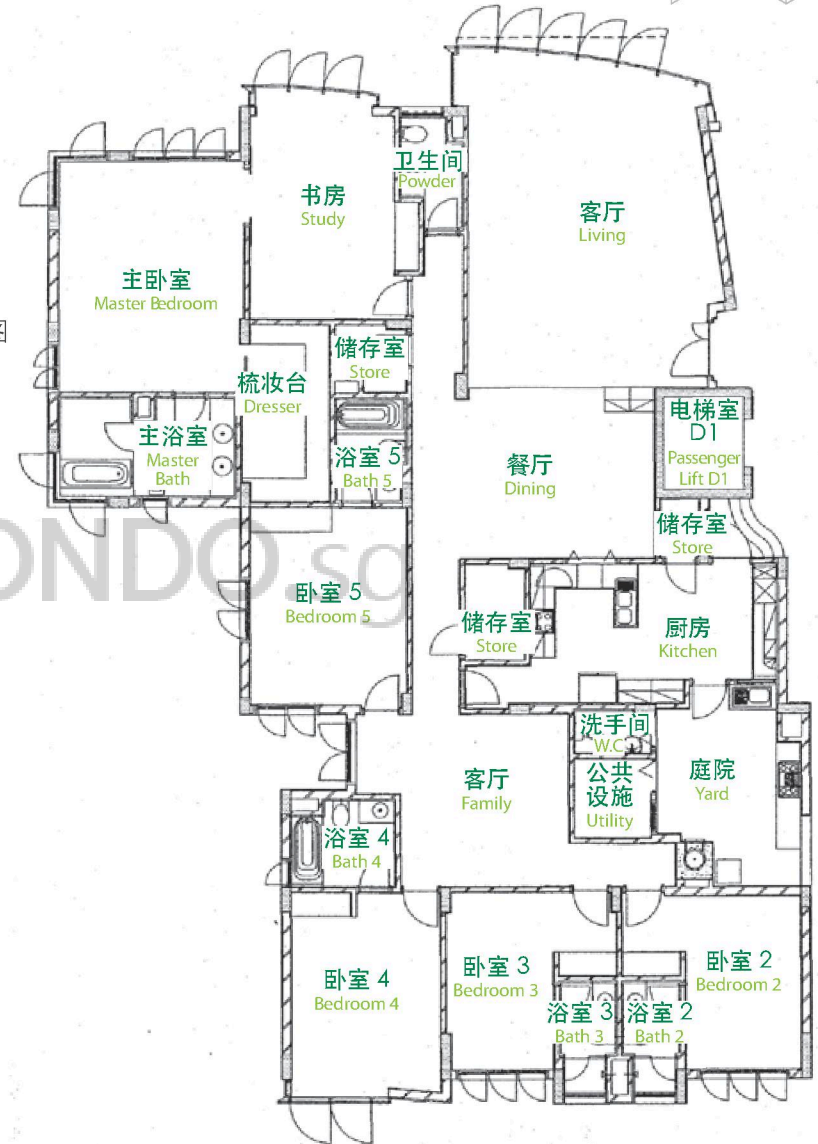 卫生间
Powder
书房
Study
客厅
Living
主卧室
Master Bedroom
图
储存室
Store
梳妆台
Dresser
电梯室
D1
Passenger
Lift D1
主浴室
Master
Bath
浴室 5
Bath 5
餐厅
Dining
储存室
Store
ONDO.sg
卧室 5
Bedroom 5
储存室
Store
厨房
Kitchen
洗手间
W.C
客厅
Family
公共
设施
Utility
庭院
Yard
浴室 4
Bath 4
卧室 4
Bedroom 4
卧室 3
Bedroom 3
卧室 2
Bedroom 2
浴室 3
Bath 3
浴室 2
Bath 2